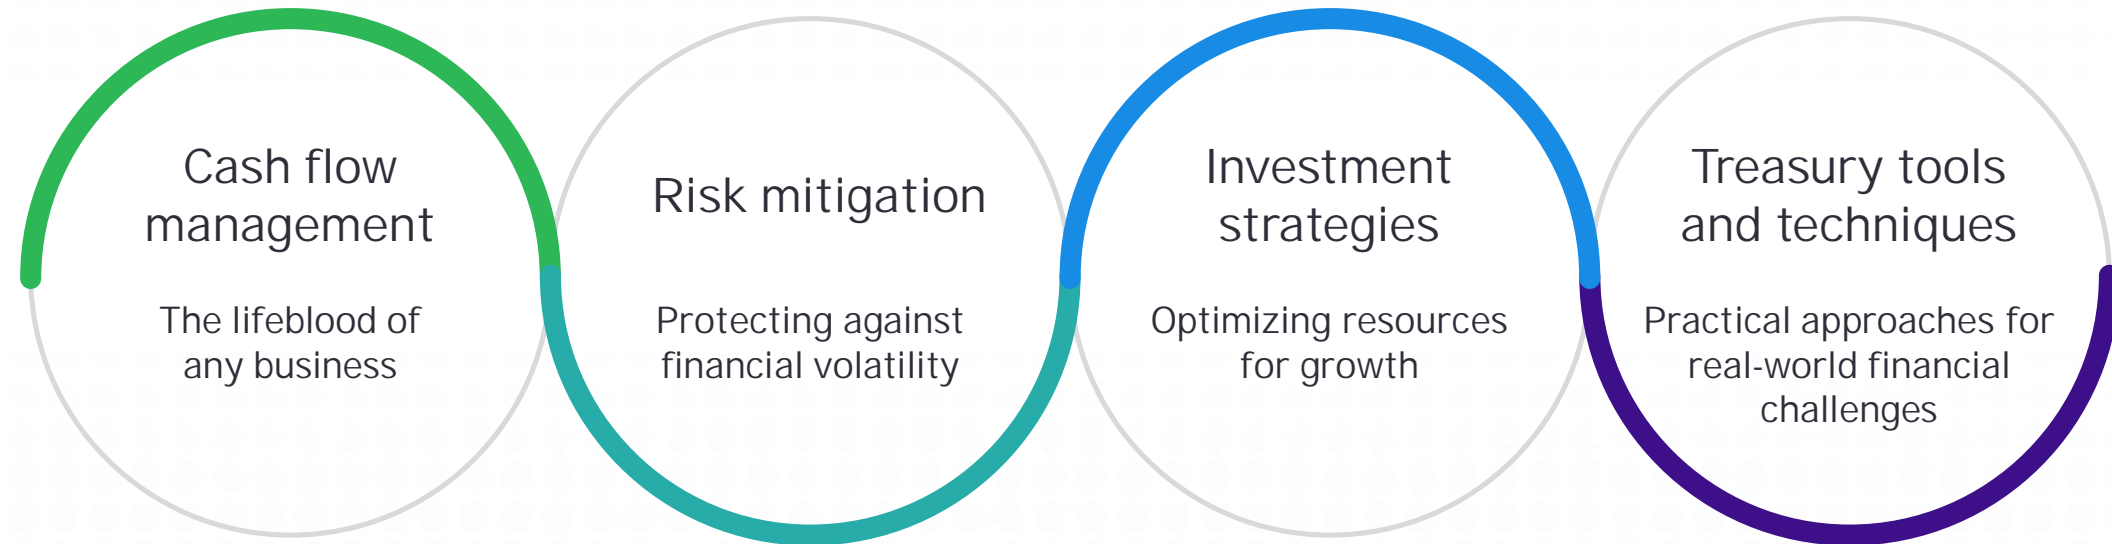 Cash flow
management
The lifeblood of
any business
Risk mitigation
Protecting against
financial volatility
Investment
strategies
Optimizing resources
for growth
Treasury tools
and techniques
Practical approaches for
real-world financial
challenges